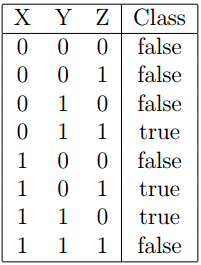 X Y Z Class
0 0 0 false
0 0 1 false
0 1 0 false
0 1 1 true
1 0 0 false
1 0 1 true
1 1 0 true
1 1 1 false